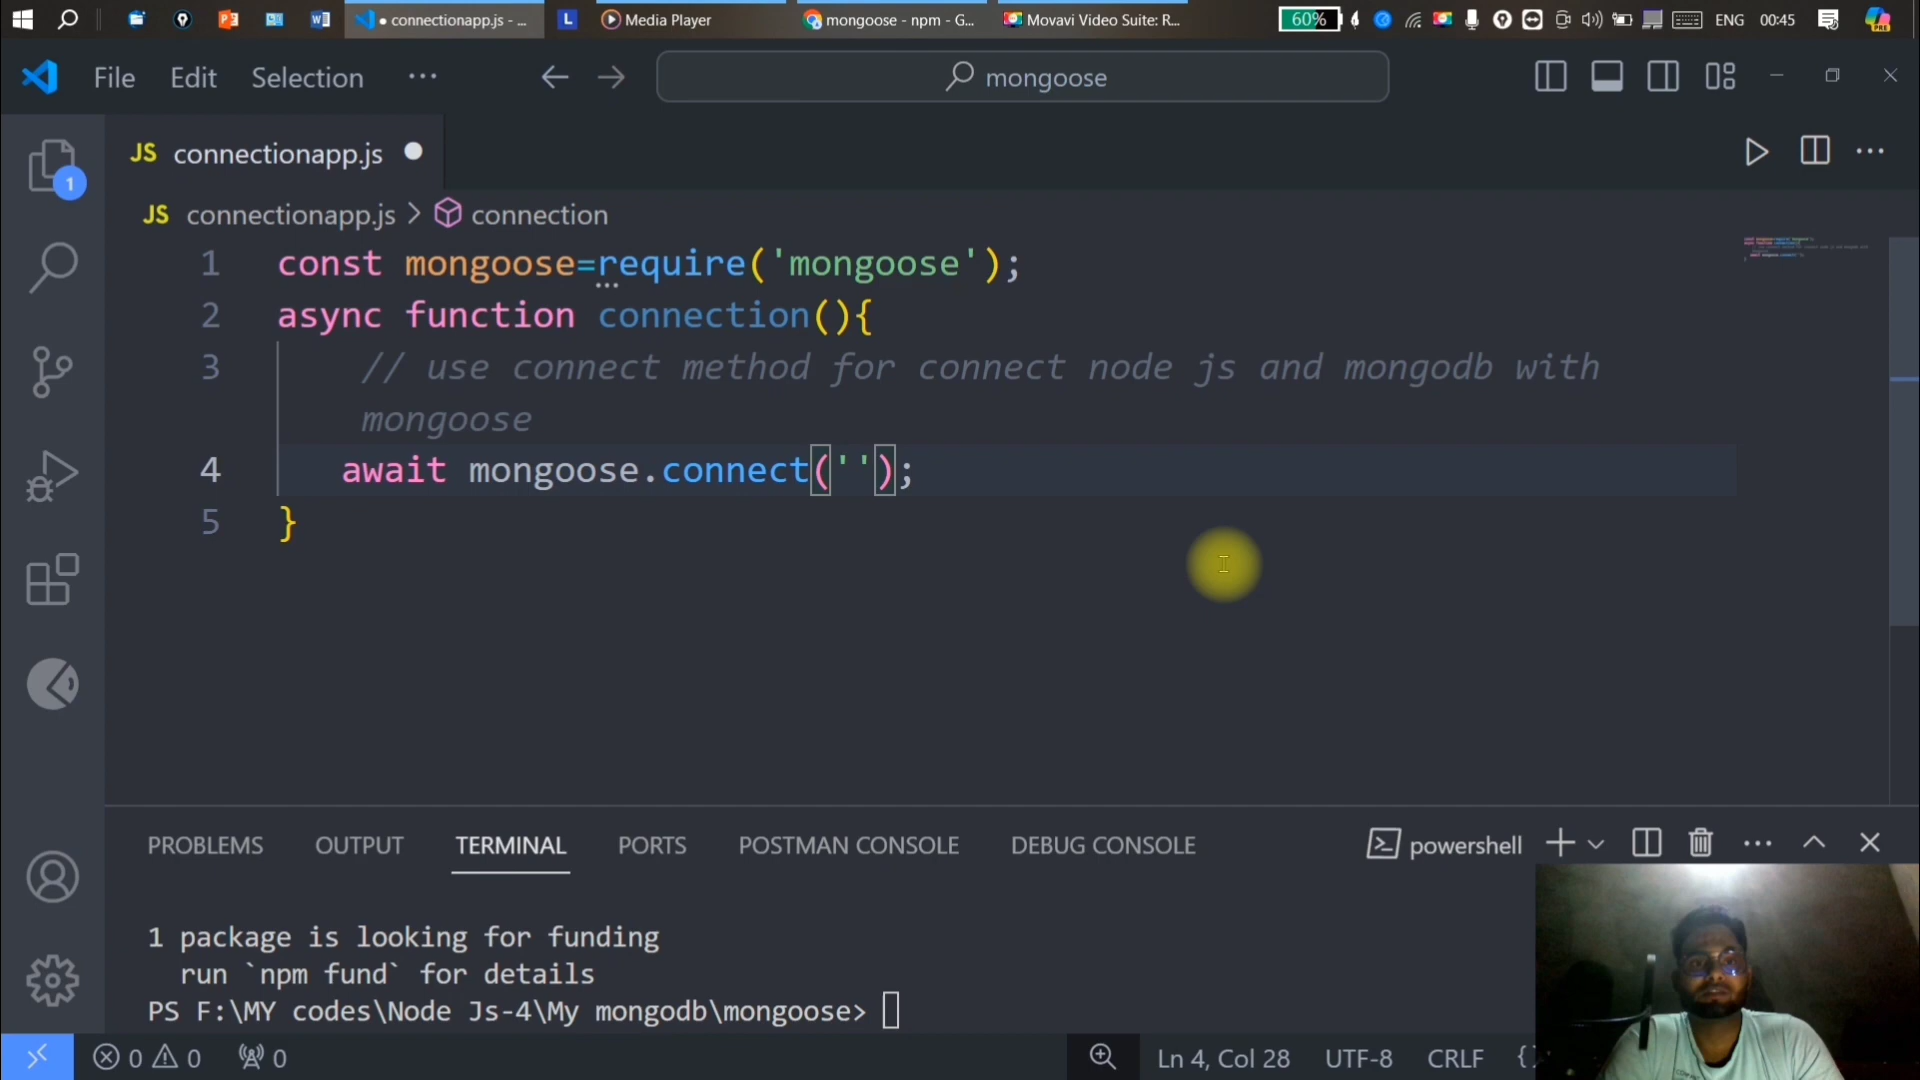 connectionapp.js - ...
L
Media Player
mongoose - npm - G...
Movavi Video Suite: R...
60%
ENG
00:45
PRE
File
Edit
Selection
mongoose
JS connectionapp.js
1
JS connectionapp.js > connection
1 const mongoose=require('mongoose');
2 async function connection(){
3 // use connect method for connect node js and mongodb with
mongoose
4 await mongoose.connect('');
5 }
PROBLEMS
OUTPUT
TERMINAL
PORTS
POSTMAN CONSOLE
DEBUG CONSOLE
powershell
1 package is looking for funding
run `npm fund` for details
PS F:\MY codes\Node Js-4\My mongodb\mongoose>
0 0 0
Ln 4, Col 28
UTF-8
CRLF
{